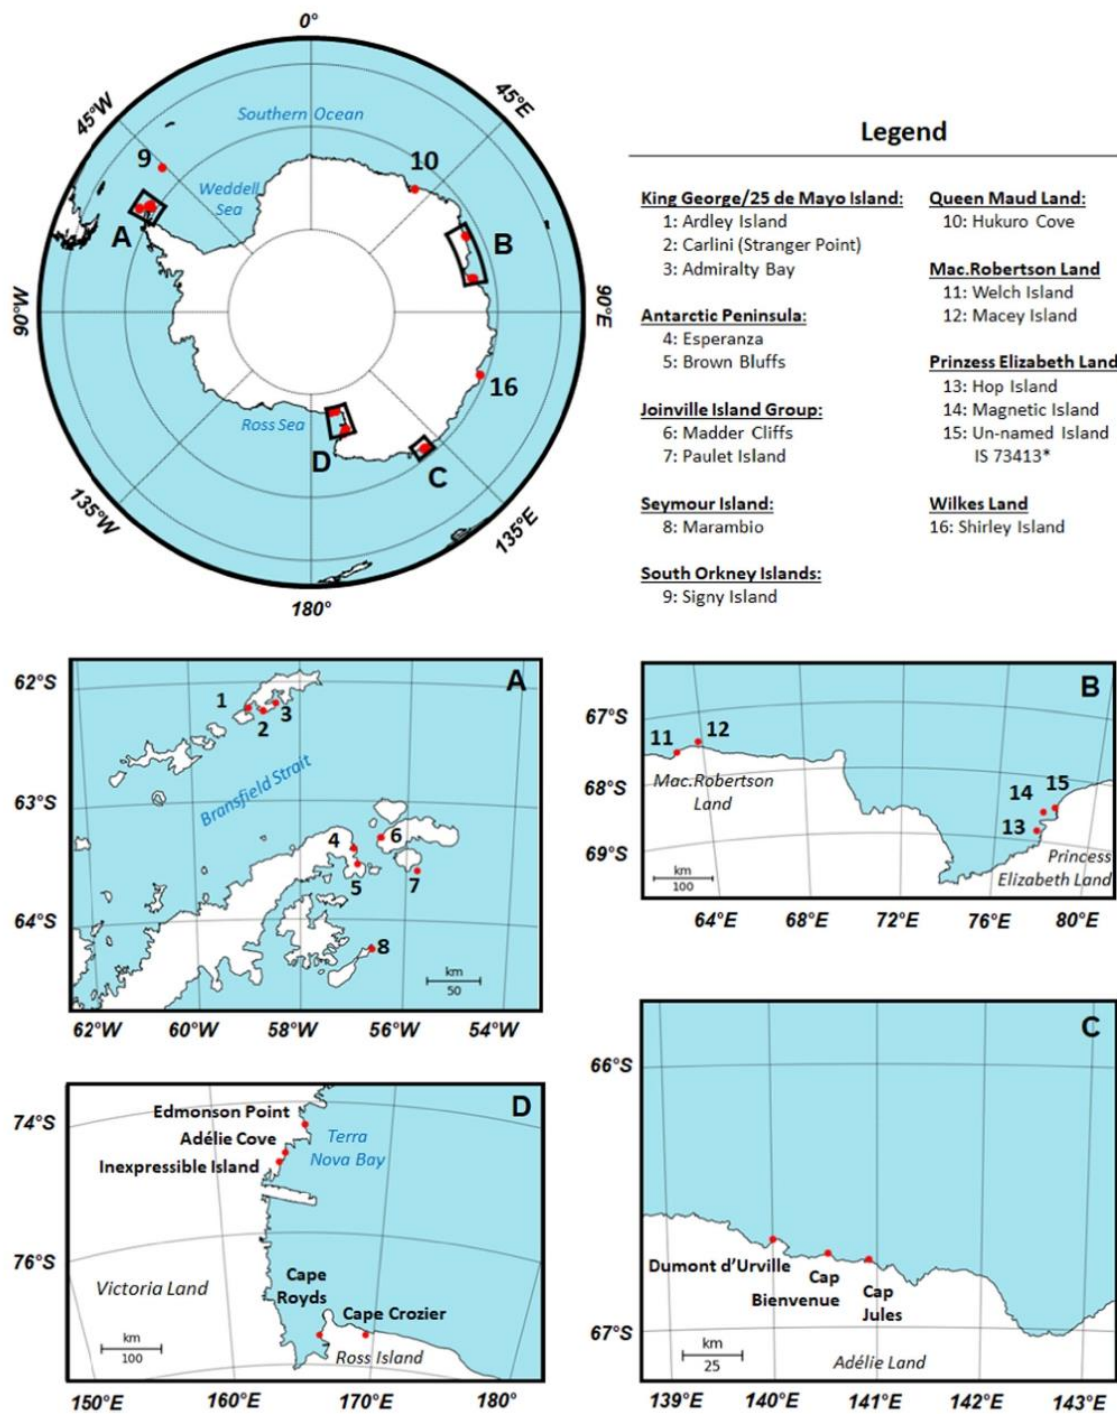 0°
45°W
45°E
Southern Ocean
9
10
Weddell
Sea
A
B
90°W
90°E
16
Ross Sea
D
C
135°W
135°E
180°
Legend
King George/25 de Mayo Island:
1: Ardley Island
2: Carlini (Stranger Point)
3: Admiralty Bay
Antarctic Peninsula:
4: Esperanza
5: Brown Bluffs
Joinville Island Group:
6: Madder Cliffs
7: Paulet Island
Seymour Island:
8: Marambio
South Orkney Islands:
9: Signy Island
Queen Maud Land:
10: Hukuro Cove
Mac.Robertson Land
11: Welch Island
12: Macey Island
Prinzess Elizabeth Land
13: Hop Island
14: Magnetic Island
15: Un-named Island
IS 73413*
Wilkes Land
16: Shirley Island
A
62°S
1
2
3
Bransfield Strait
63°S
4
5
6
7
64°S
8
km
50
62°W 60°W 58°W 56°W 54°W
B
67°S
11
12
Mac.Robertson
Land
68°S
14
15
13
69°S
km
100
Princess
Elizabeth Land
64°E 68°E 72°E 76°E 80°E
D
74°S
Edmonson Point
Adélie Cove
Inexpressible Island
Terra
Nova Bay
76°S
Victoria Land
Cape
Royds
Cape Crozier
km
100
Ross Island
150°E 160°E 170°E 180°
C
66°S
Dumont d'Urville
Cap
Bienvenue
Cap
Jules
67°S
km
25
Adélie Land
139°E 140°E 141°E 142°E 143°E